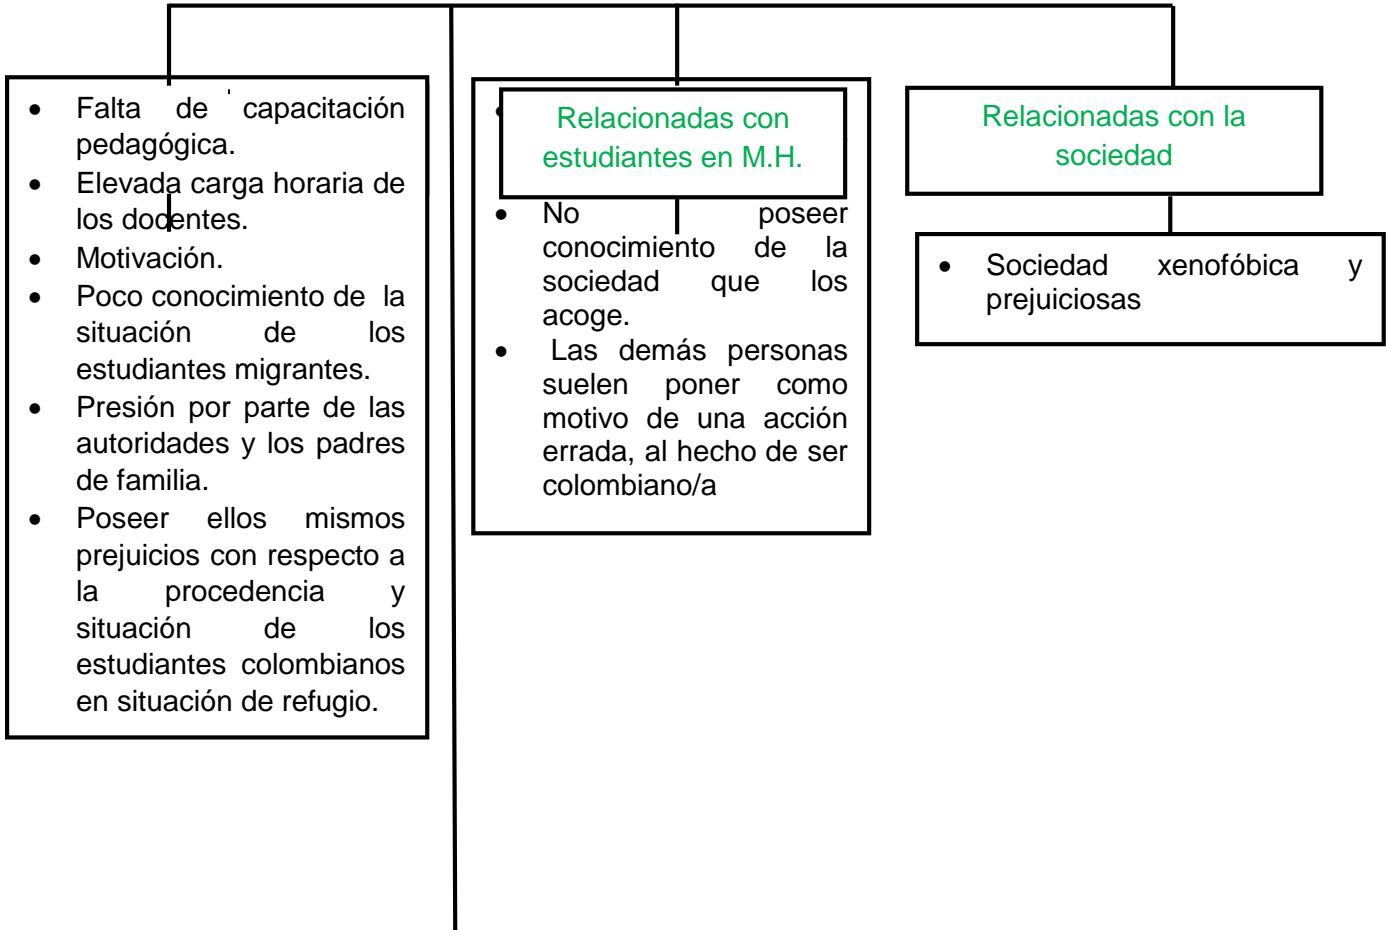 • Falta de capacitación
pedagógica.
• Elevada carga horaria de
los docentes.
• Motivación.
• Poco conocimiento de la
situación de los
estudiantes migrantes.
• Presión por parte de las
autoridades y los padres
de familia.
• Poseer ellos mismos
prejuicios con respecto a
la procedencia y
situación de los
estudiantes colombianos
en situación de refugio.
Relacionadas con
estudiantes en M.H.
• No poseer
conocimiento de la
sociedad que los
acoge.
• Las demás personas
suelen poner como
motivo de una acción
errada, al hecho de ser
colombiano/a
Relacionadas con la
sociedad
• Sociedad xenofóbica y
prejuiciosas